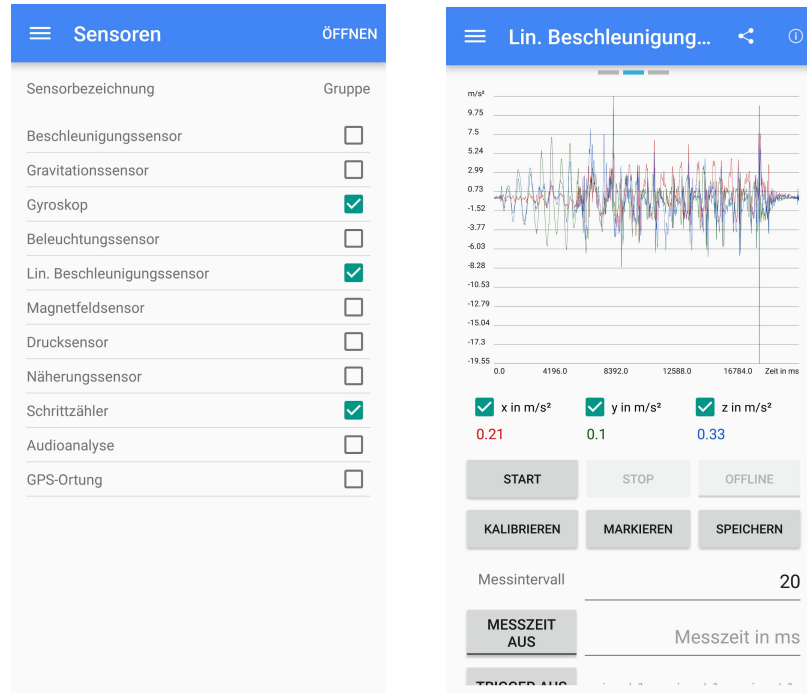 Sensoren ÖFFNEN
Sensorbezeichnung Gruppe
Beschleunigungssensor
Gravitationssensor
Gyroskop
Beleuchtungssensor
Lin. Beschleunigungssensor
Magnetfeldsensor
Drucksensor
Näherungssensor
Schrittzähler
Audioanalyse
GPS-Ortung
Lin. Beschleunigung...
m/s²
9.75
7.5
5.24
2.99
0.73
-1.52
-3.77
-6.03
-8.28
-10.53
-12.79
-15.04
-17.3
-19.55
0.0 4196.0 8392.0 12588.0 16784.0 Zeit in ms
x in m/s² y in m/s² z in m/s²
0.21 0.1 0.33
START STOP OFFLINE
KALIBRIEREN MARKIEREN SPEICHERN
Messintervall 20
MESSZEIT AUS Messzeit in ms
TRIGGER AUS